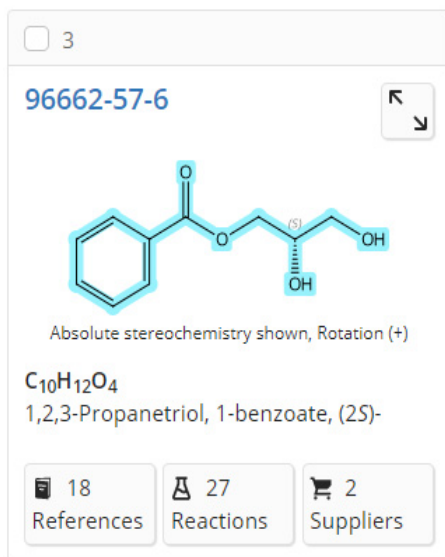 3
96662-57-6
O
O
(S)
OH
OH
Absolute stereochemistry shown, Rotation (+)
C₁₀H₁₂O₄
1,2,3-Propanetriol, 1-benzoate, (2S)-
18 References
27 Reactions
2 Suppliers